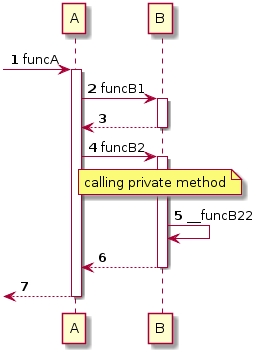 A B
1 funcA
2 funcB1
3
4 funcB2
calling private method
5 __funcB22
6
7
A B